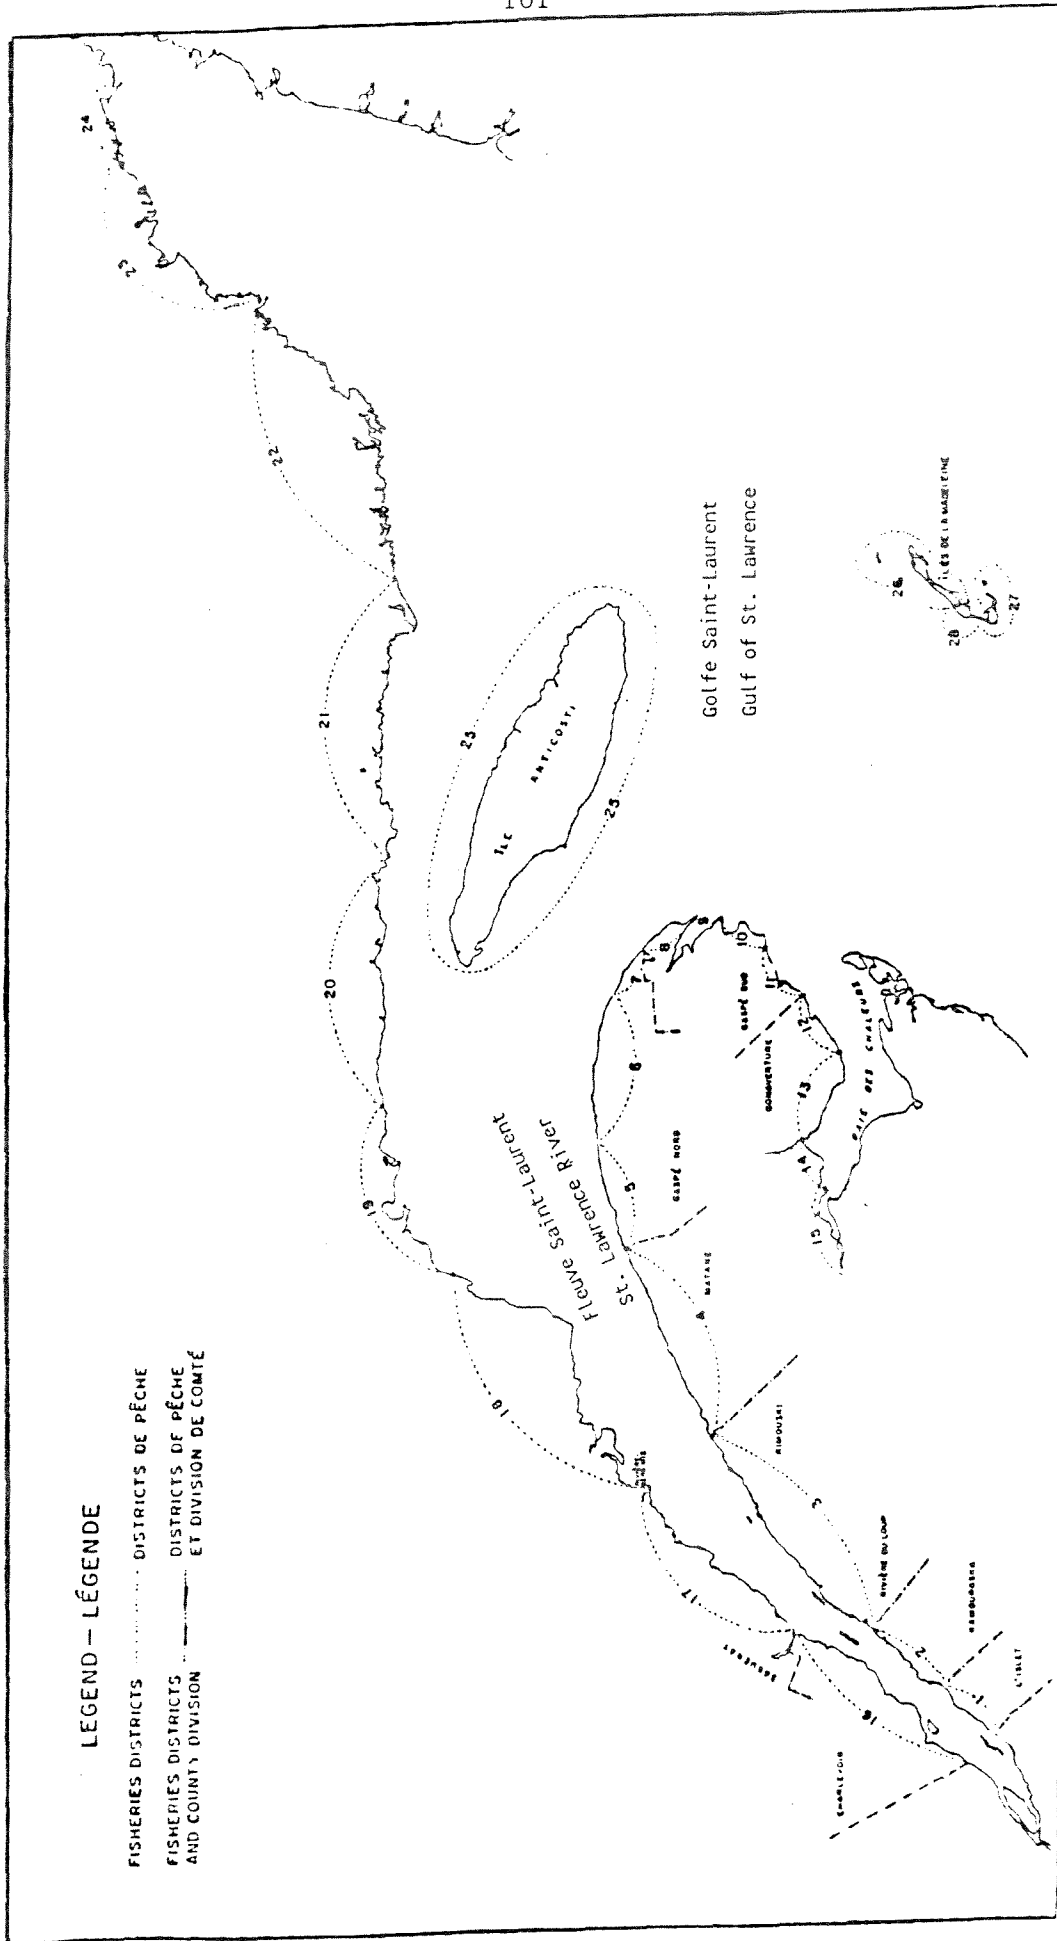 101
LEGEND – LÉGENDE
FISHERIES DISTRICTS ........... DISTRICTS DE PÊCHE
FISHERIES DISTRICTS AND COUNTY DIVISION
DISTRICTS DE PÊCHE ET DIVISION DE COMTÉ
24
23
22
21
20
19
18
17
16
SAGUENAY
CHARLEVOIX
ÎLE ANTICOSTI
25
25
Golfe Saint-Laurent
Gulf of St. Lawrence
ÎLES DE LA MADELEINE
26
27
28
Fleuve Saint-Laurent
St. Lawrence River
L'ISLET
1
KAMOURASKA
2
RIVIÈRE DU LOUP
3
RIMOUSKI
4
MATANE
5
GASPÉ NORD
6
7
8
9
10
GASPÉ SUD
11
BONAVENTURE
12
13
14
15
BAIE DES CHALEURS